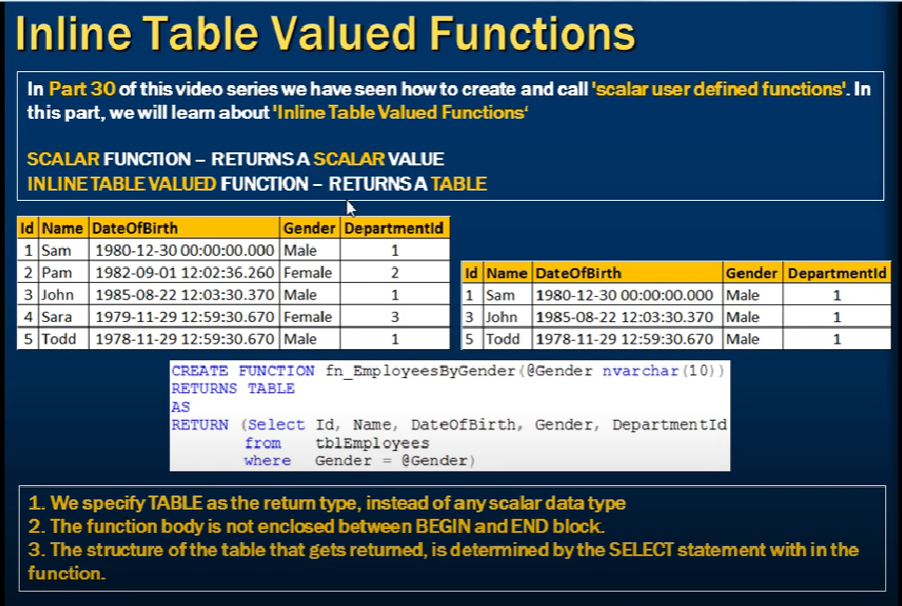 Inline Table Valued Functions
In Part 30 of this video series we have seen how to create and call 'scalar user defined functions'. In
this part, we will learn about 'Inline Table Valued Functions‘
SCALAR FUNCTION – RETURNS A SCALAR VALUE
INLINE TABLE VALUED FUNCTION – RETURNS A TABLE
Id Name DateOfBirth Gender DepartmentId
1 Sam 1980-12-30 00:00:00.000 Male 1
2 Pam 1982-09-01 12:02:36.260 Female 2
3 John 1985-08-22 12:03:30.370 Male 1
4 Sara 1979-11-29 12:59:30.670 Female 3
5 Todd 1978-11-29 12:59:30.670 Male 1
Id Name DateOfBirth Gender DepartmentId
1 Sam 1980-12-30 00:00:00.000 Male 1
3 John 1985-08-22 12:03:30.370 Male 1
5 Todd 1978-11-29 12:59:30.670 Male 1
CREATE FUNCTION fn_EmployeesByGender(@Gender nvarchar(10))
RETURNS TABLE
AS
RETURN (Select Id, Name, DateOfBirth, Gender, DepartmentId
from tblEmployees
where Gender = @Gender)
1. We specify TABLE as the return type, instead of any scalar data type
2. The function body is not enclosed between BEGIN and END block.
3. The structure of the table that gets returned, is determined by the SELECT statement with in the
function.